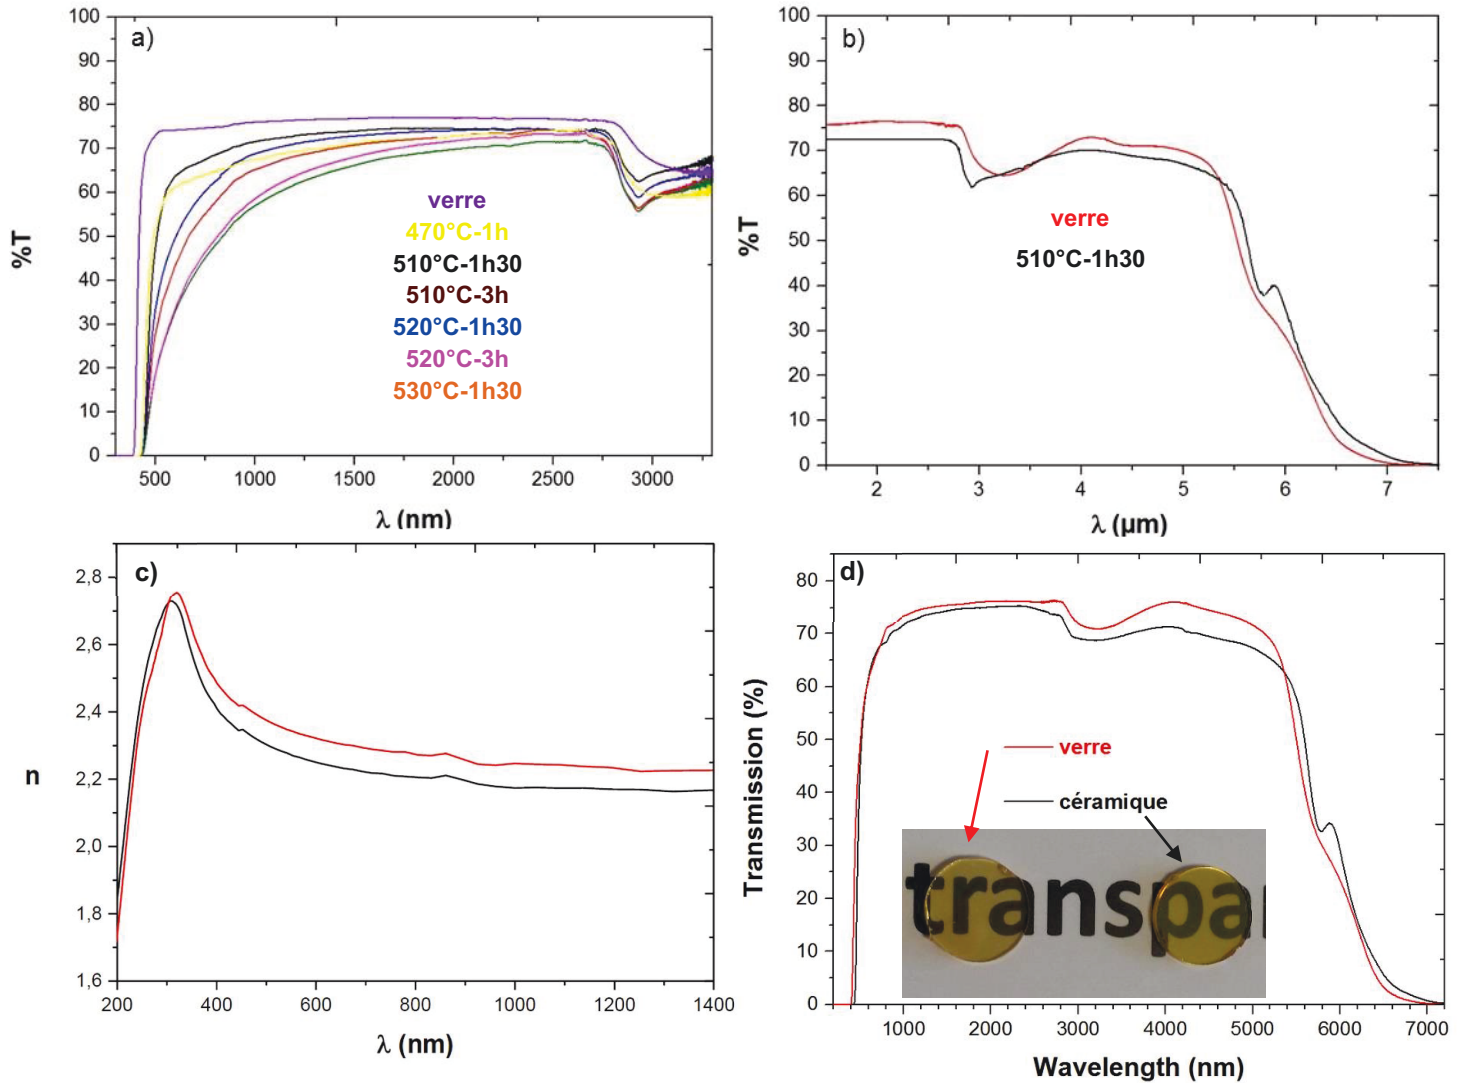 a)
100
90
80
70
60
50
40
30
20
10
0
%T
verre
470°C-1h
510°C-1h30
510°C-3h
520°C-1h30
520°C-3h
530°C-1h30
500 1000 1500 2000 2500 3000
λ (nm)
b)
100
90
80
70
60
50
40
30
20
10
0
%T
verre
510°C-1h30
2 3 4 5 6 7
λ (µm)
c)
2,8
2,6
2,4
2,2
2,0
1,8
1,6
n
200 400 600 800 1000 1200 1400
λ (nm)
d)
80
70
60
50
40
30
20
10
0
Transmission (%)
verre
céramique
transpar
1000 2000 3000 4000 5000 6000 7000
Wavelength (nm)